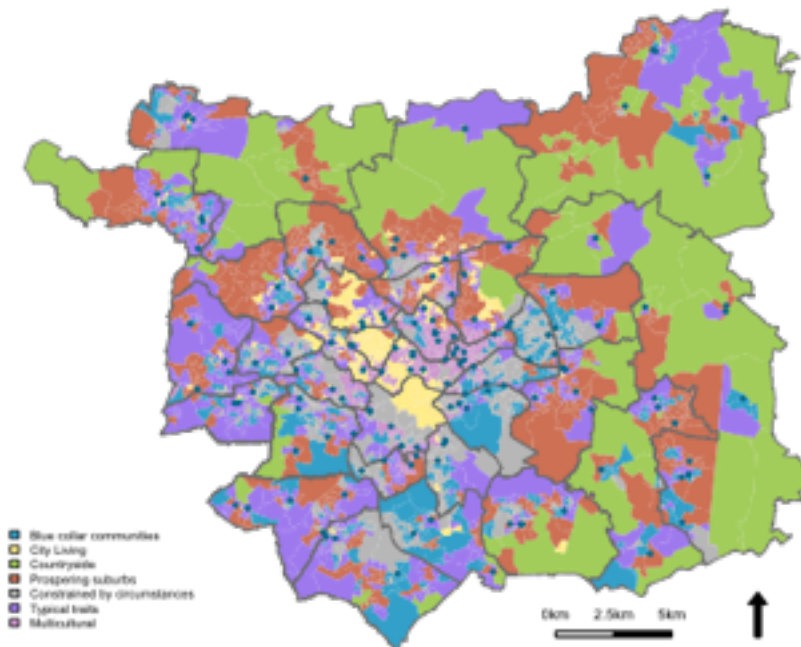 Blue collar communities
City Living
Countryside
Prospering suburbs
Constrained by circumstances
Typical traits
Multicultural
0km 2.5km 5km